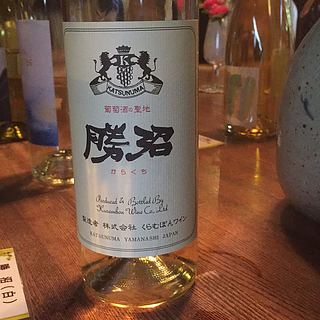 K
KATSUNUMA
葡萄酒の聖地
勝沼
からくち
Produced & Bottled By
Kurambon Wine Co., Ltd.
製造者 株式会社 くらむぼんワイン
KATSUNUMA YAMANASHI JAPAN
(白)